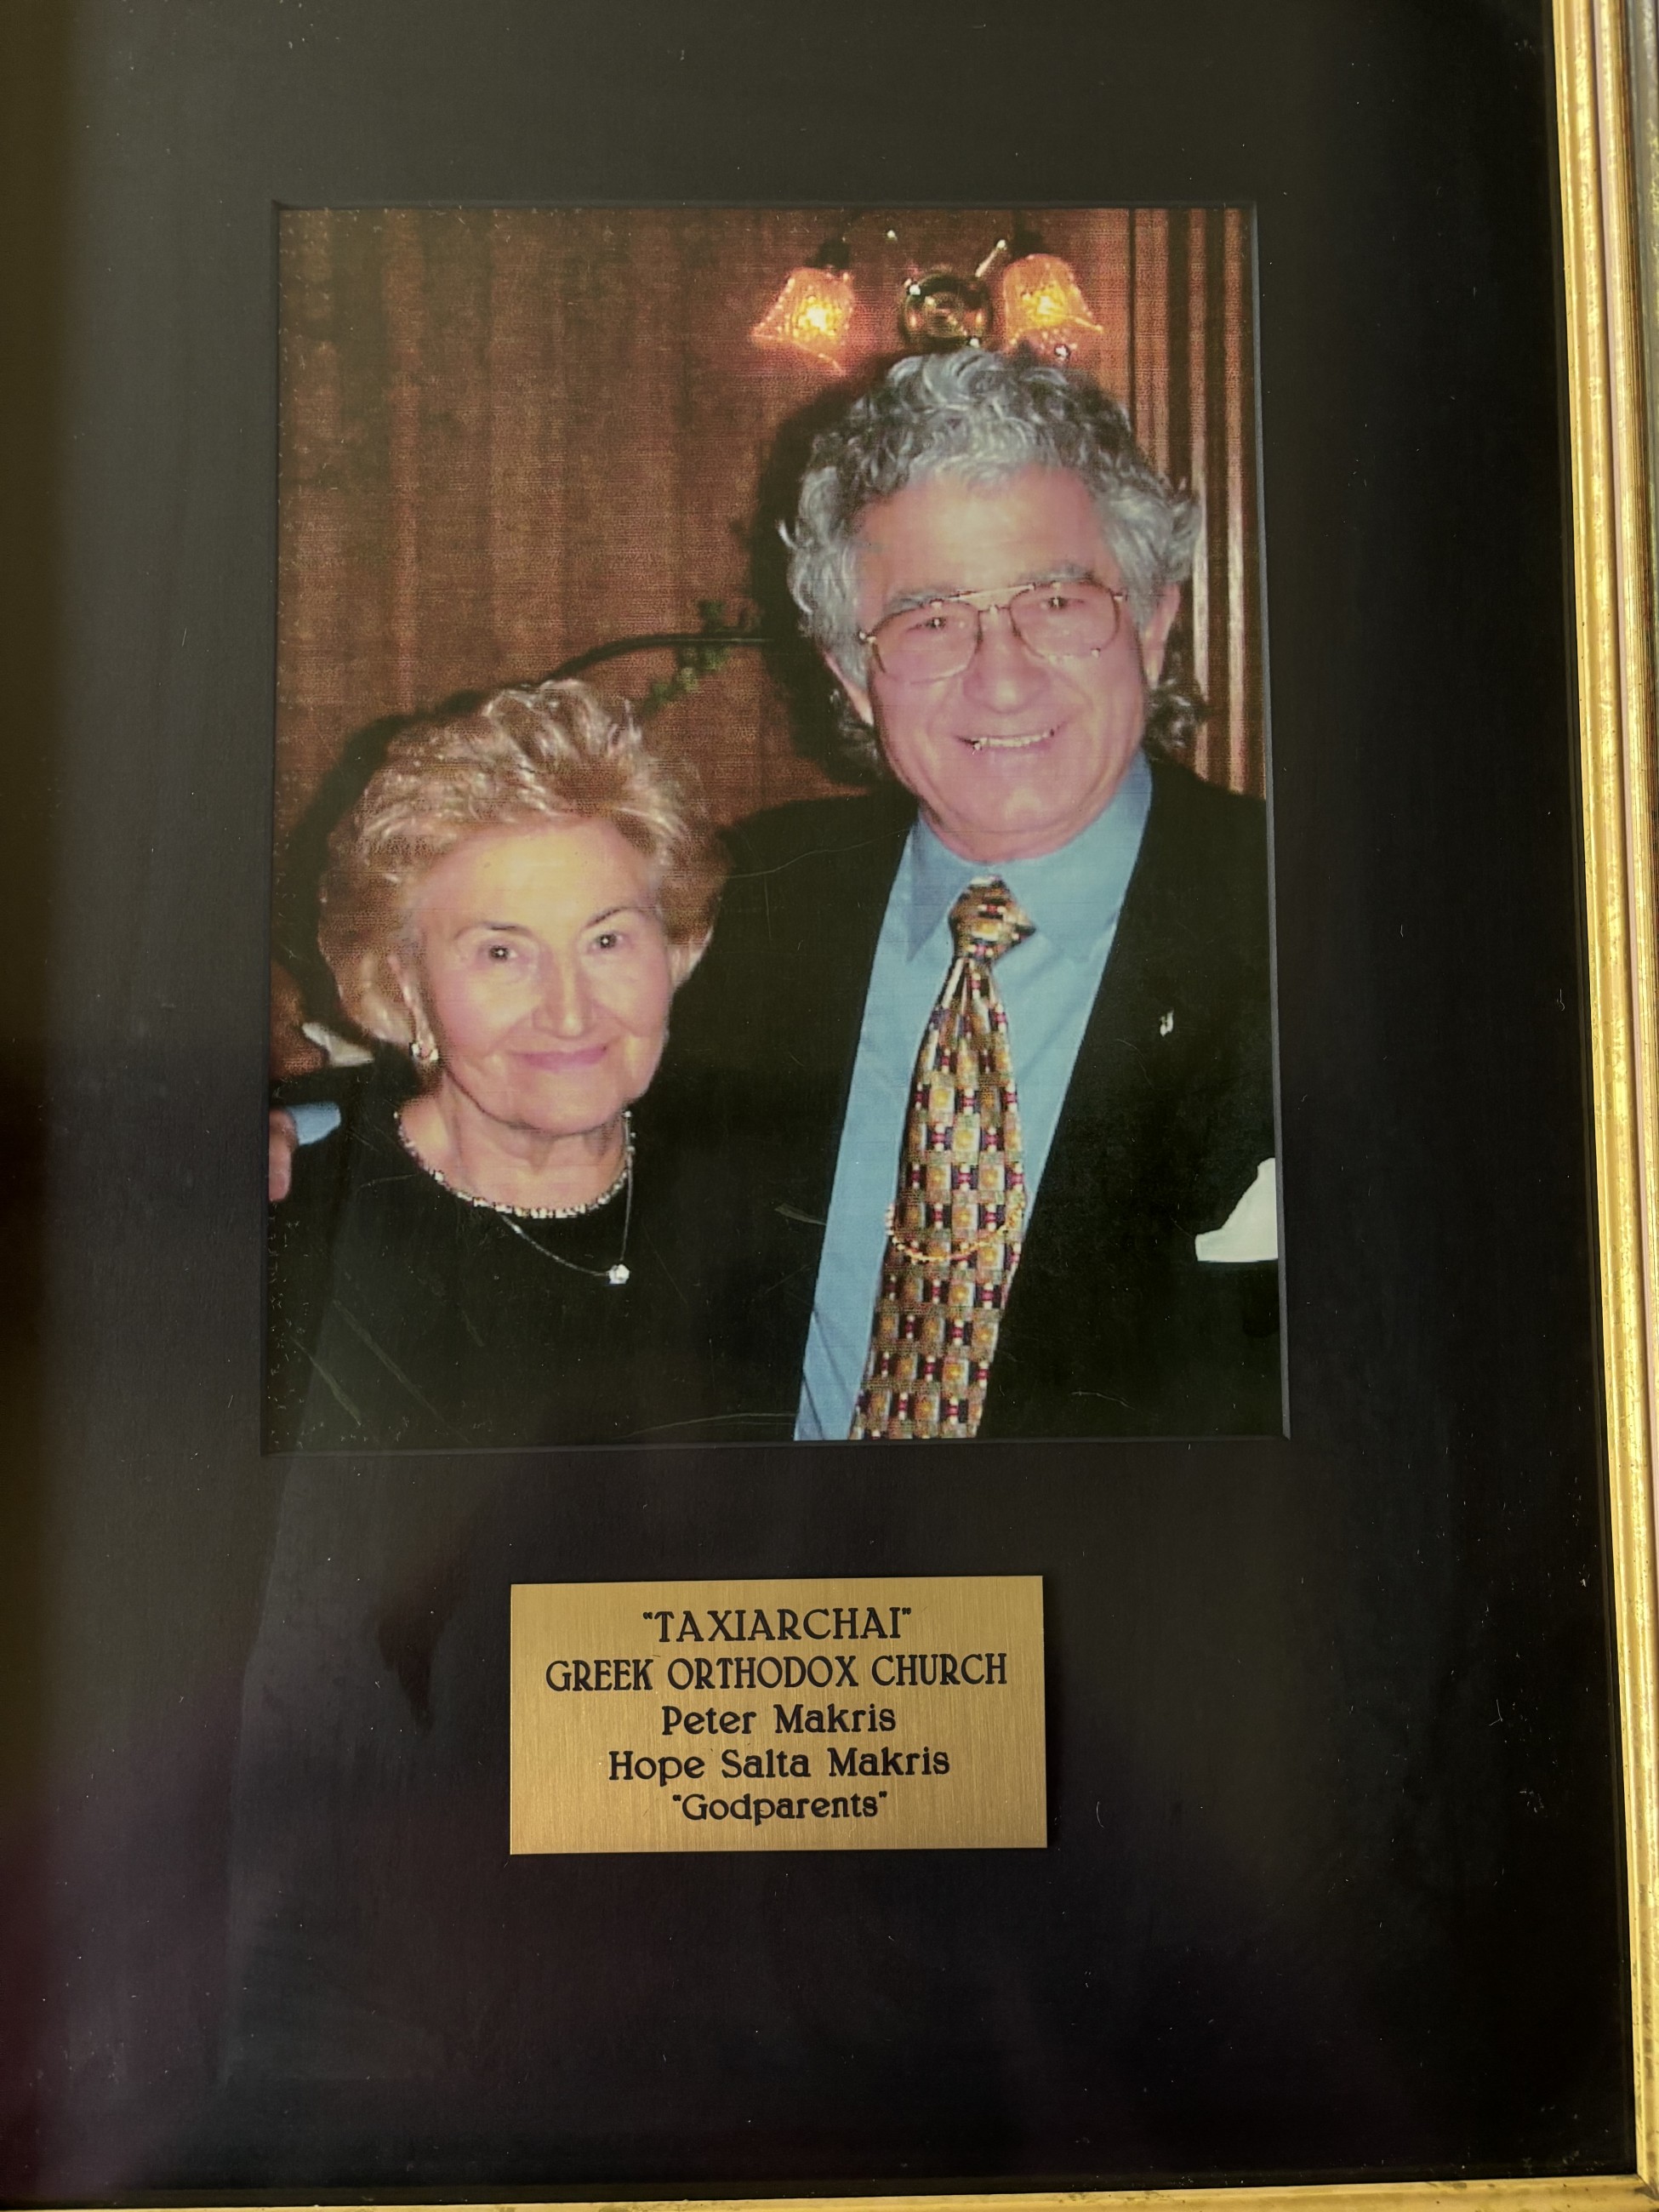 "TAXIARCHAI"
GREEK ORTHODOX CHURCH
Peter Makris
Hope Salta Makris
"Godparents"